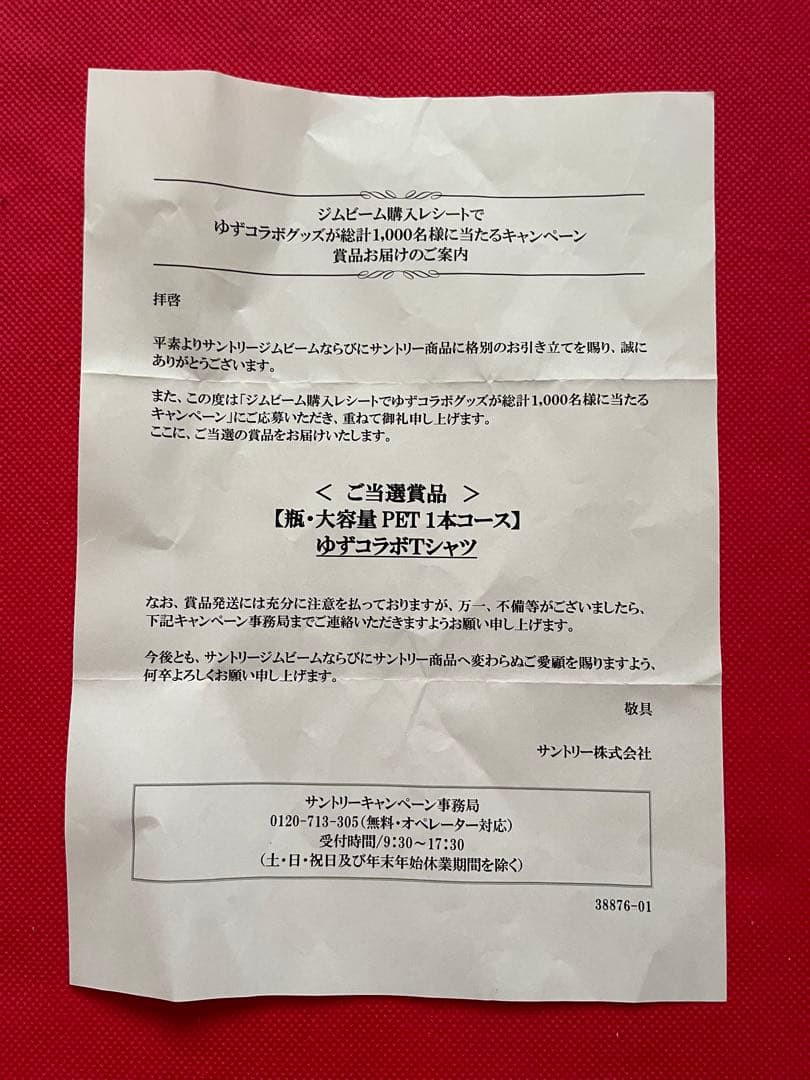 ジムビーム購入レシートで
ゆずコラボグッズが総計1,000名様に当たるキャンペーン
賞品お届けのご案内
拝啓
平素よりサントリージムビームならびにサントリー商品に格別のお引き立てを賜り、誠に
ありがとうございます。
また、この度は「ジムビーム購入レシートでゆずコラボグッズが総計1,000名様に当たる
キャンペーン」にご応募いただき、重ねて御礼申し上げます。
ここに、ご当選の賞品をお届けいたします。
＜ ご当選賞品 ＞
【瓶・大容量 PET 1本コース】
ゆずコラボTシャツ
なお、賞品発送には充分に注意を払っておりますが、万一、不備等がございましたら、
下記キャンペーン事務局までご連絡いただきますようお願い申し上げます。
今後とも、サントリージムビームならびにサントリー商品へ変わらぬご愛顧を賜りますよう、
何卒よろしくお願い申し上げます。
敬具
サントリー株式会社
サントリーキャンペーン事務局
0120-713-305(無料・オペレーター対応)
受付時間/9:30～17:30
(土・日・祝日及び年末年始休業期間を除く)
38876-01